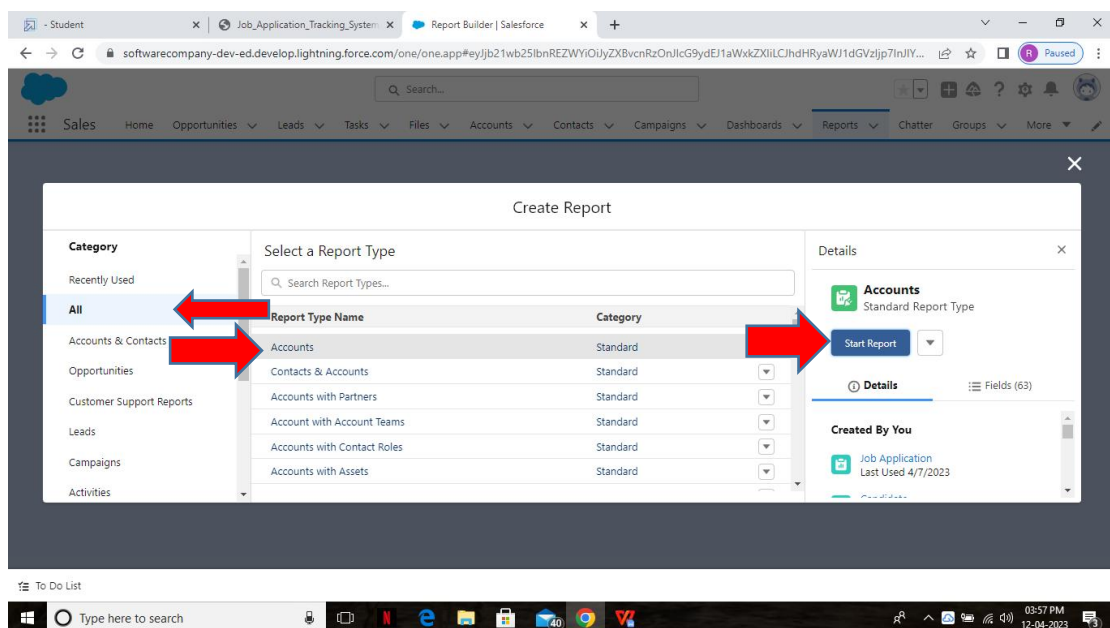 - Student
Job_Application_Tracking_System
Report Builder | Salesforce
softwarecompany-dev-ed.develop.lightning.force.com/one/one.app#
Paused
Search...
Sales Home Opportunities Leads Tasks Files Accounts Contacts Campaigns Dashboards Reports Chatter Groups More
Create Report
Category
Recently Used
All
Accounts & Contacts
Opportunities
Customer Support Reports
Leads
Campaigns
Activities
Select a Report Type
Search Report Types...
Report Type Name Category
Accounts Standard
Contacts & Accounts Standard
Accounts with Partners Standard
Account with Account Teams Standard
Accounts with Contact Roles Standard
Accounts with Assets Standard
Details
Accounts
Standard Report Type
Start Report
Details Fields (63)
Created By You
Job Application
Last Used 4/7/2023
To Do List
Type here to search
40
03:57 PM
12-04-2023
3